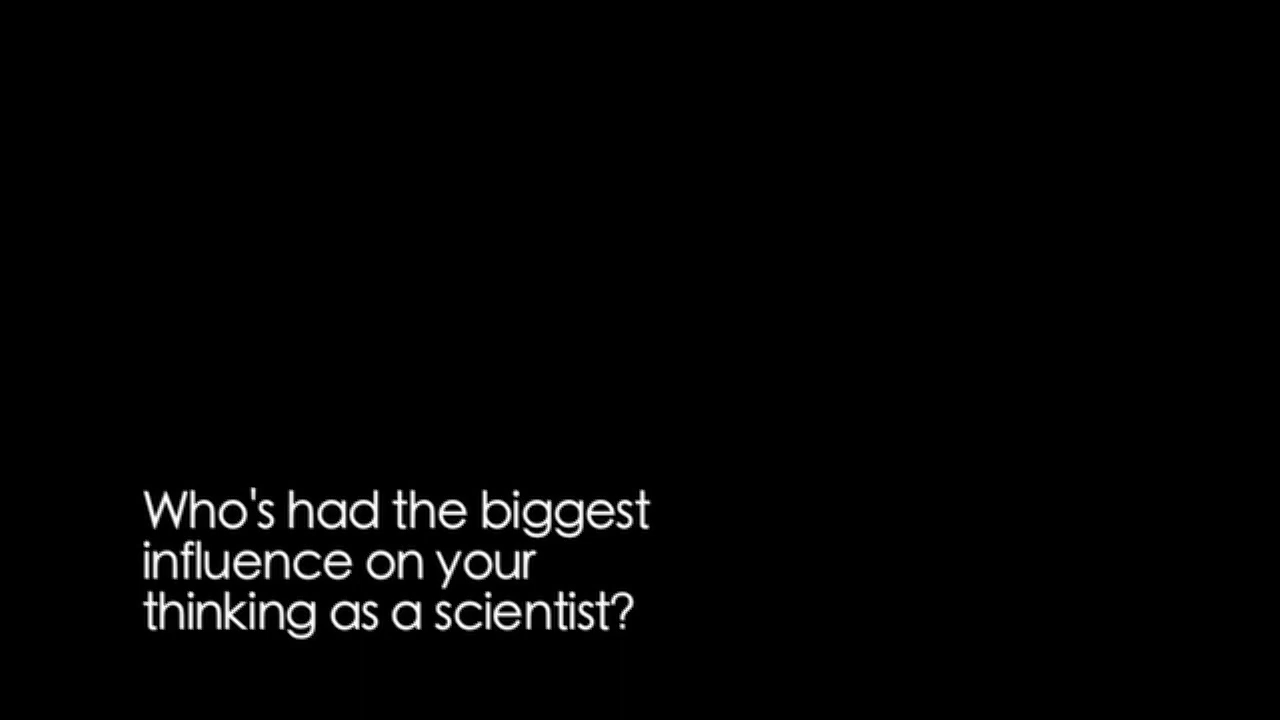 Who's had the biggest
influence on your
thinking as a scientist?